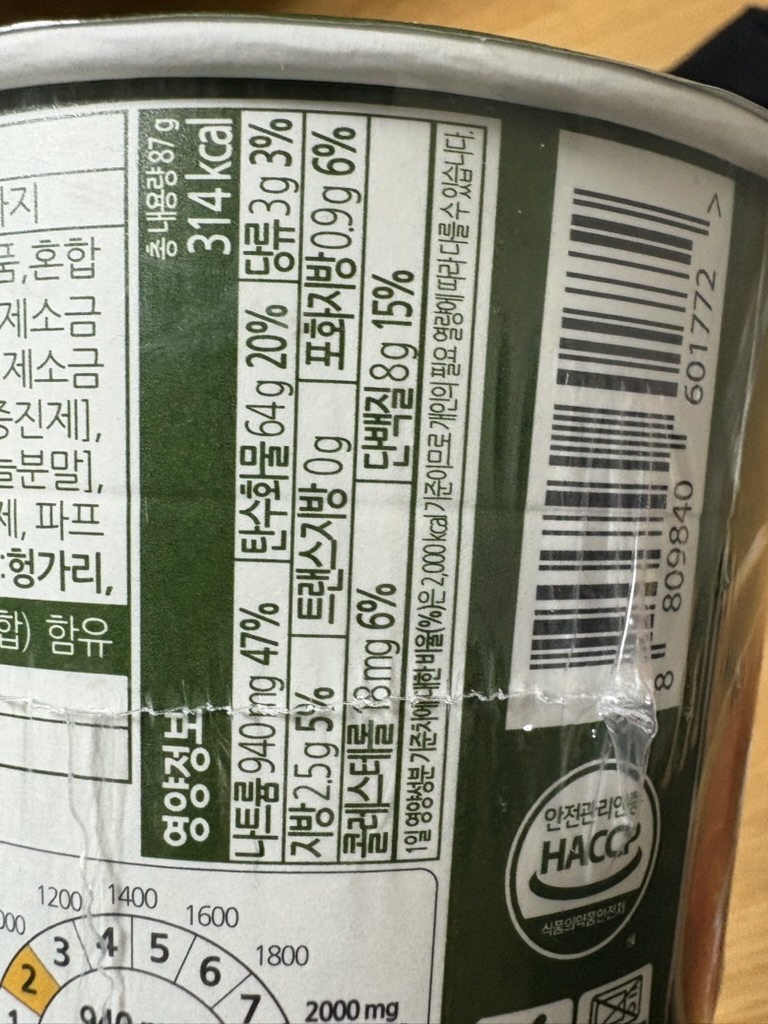 영양정보
총 내용량 87 g
314 kcal
나트륨 940 mg 47%
탄수화물 64 g 20%
당류 3 g 3%
지방 2.5 g 5%
트랜스지방 0 g
포화지방 0.9 g 6%
콜레스테롤 18 mg 6%
단백질 8 g 15%
1일 영양성분 기준치에 대한 비율(%)은 2,000 kcal 기준이므로 개인의 필요 열량에 따라 다를 수 있습니다.
품, 혼합
제소금
제소금
증진제],
늘분말],
제, 파프
:헝가리,
합) 함유
8 809840 601772 >
안전관리인증
HACCP
식품의약품안전처
1200 1400 1600 1800 2000 mg
1 2 3 4 5 6 7
940